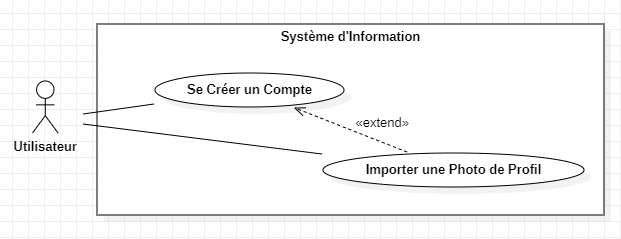 Système d'Information
Se Créer un Compte
«extend»
Utilisateur
Importer une Photo de Profil